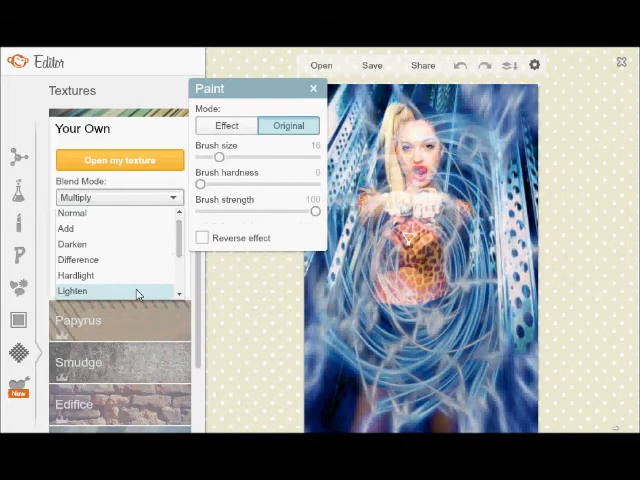 Editor
Open Save Share
Textures
Your Own
Open my texture
Blend Mode:
Multiply
Normal
Add
Darken
Difference
Hardlight
Lighten
Papyrus
Smudge
Edifice
New
Paint X
Mode:
Effect Original
Brush size 16
Brush hardness 0
Brush strength 100
Reverse effect